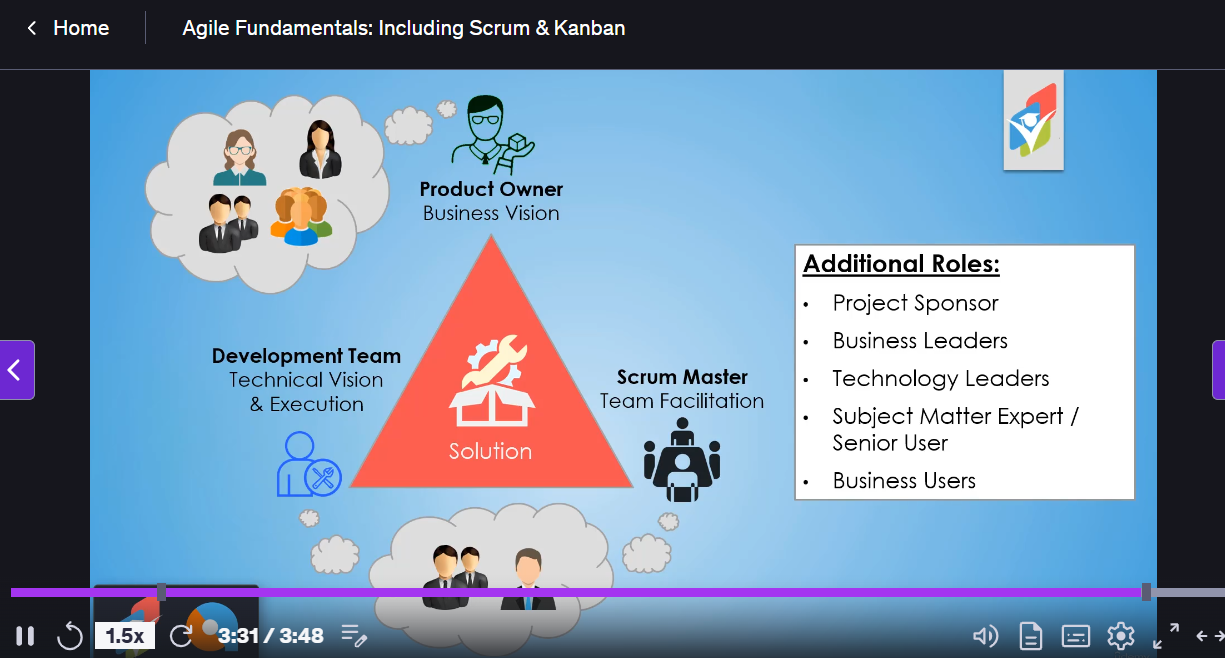 Home
Agile Fundamentals: Including Scrum & Kanban
Product Owner
Business Vision
Development Team
Technical Vision
& Execution
Scrum Master
Team Facilitation
Solution
Additional Roles:
• Project Sponsor
• Business Leaders
• Technology Leaders
• Subject Matter Expert /
Senior User
• Business Users
1.5x
3:31 / 3:48